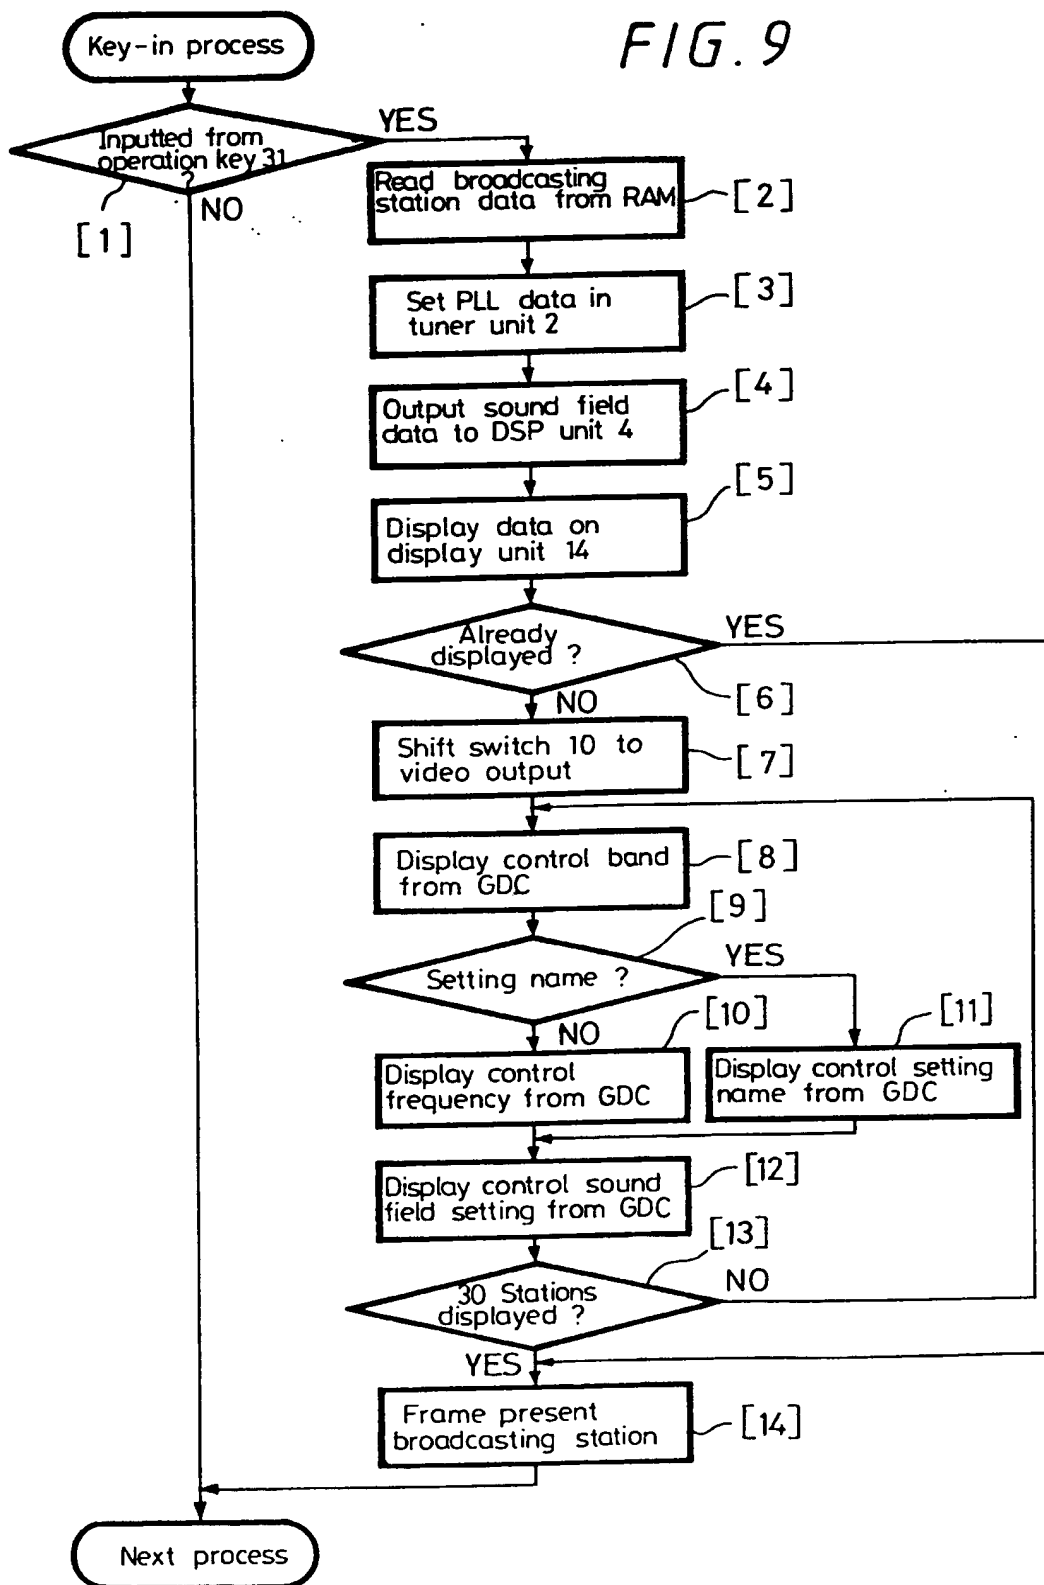 FIG. 9
Key-in process
Inputted from
operation key 31
?
YES
NO
[1]
Read broadcasting
station data from RAM
[2]
Set PLL data in
tuner unit 2
[3]
Output sound field
data to DSP unit 4
[4]
Display data on
display unit 14
[5]
Already
displayed ?
YES
[6]
NO
Shift switch 10 to
video output
[7]
Display control band
from GDC
[8]
[9]
Setting name ?
YES
NO
[10]
[11]
Display control
frequency from GDC
Display control setting
name from GDC
Display control sound
field setting from GDC
[12]
[13]
30 Stations
displayed ?
NO
YES
Frame present
broadcasting station
[14]
Next process